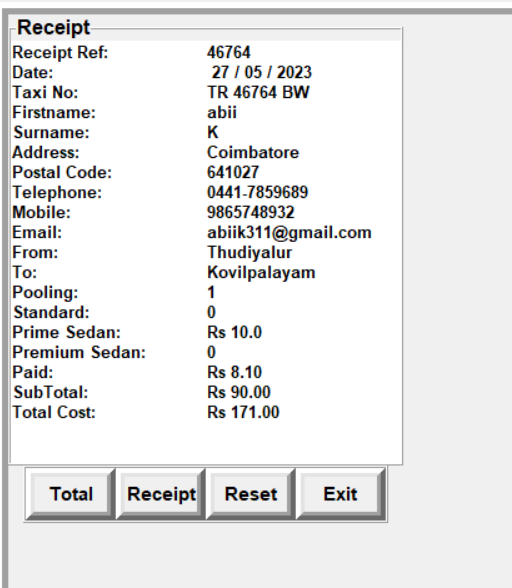 Receipt
Receipt Ref: 46764
Date: 27 / 05 / 2023
Taxi No: TR 46764 BW
Firstname: abii
Surname: K
Address: Coimbatore
Postal Code: 641027
Telephone: 0441-7859689
Mobile: 9865748932
Email: abiik311@gmail.com
From: Thudiyalur
To: Kovilpalayam
Pooling: 1
Standard: 0
Prime Sedan: Rs 10.0
Premium Sedan: 0
Paid: Rs 8.10
SubTotal: Rs 90.00
Total Cost: Rs 171.00
Total Receipt Reset Exit